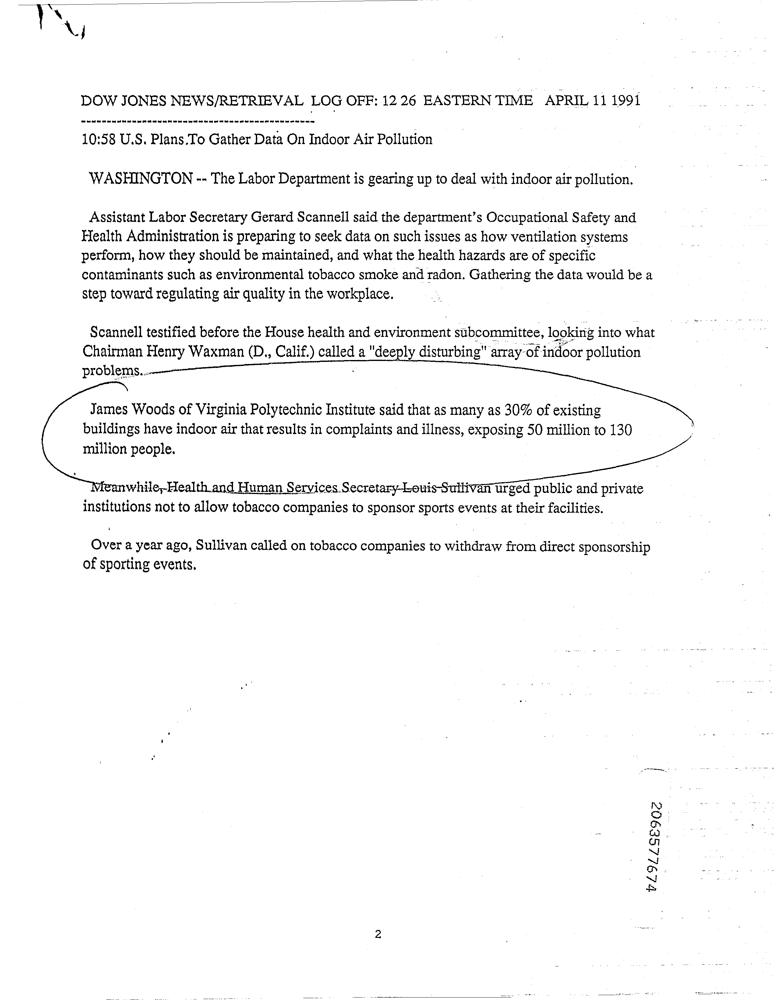 DOW JONES NEWS/RETRIEVAL LOG OFF: 12 26 EASTERN TIME APRIL 11 1991
----------------------------------------------
10:58 U.S. Plans To Gather Data On Indoor Air Pollution
WASHINGTON -- The Labor Department is gearing up to deal with indoor air pollution.
Assistant Labor Secretary Gerard Scannell said the department's Occupational Safety and
Health Administration is preparing to seek data on such issues as how ventilation systems
perform, how they should be maintained, and what the health hazards are of specific
contaminants such as environmental tobacco smoke and radon. Gathering the data would be a
step toward regulating air quality in the workplace.
Scannell testified before the House health and environment subcommittee, looking into what
Chairman Henry Waxman (D., Calif.) called a "deeply disturbing" array of indoor pollution
problems.
James Woods of Virginia Polytechnic Institute said that as many as 30% of existing
buildings have indoor air that results in complaints and illness, exposing 50 million to 130
million people.
Meanwhile, Health and Human Services Secretary Louis Sullivan urged public and private
institutions not to allow tobacco companies to sponsor sports events at their facilities.
Over a year ago, Sullivan called on tobacco companies to withdraw from direct sponsorship
of sporting events.
2063577674
2